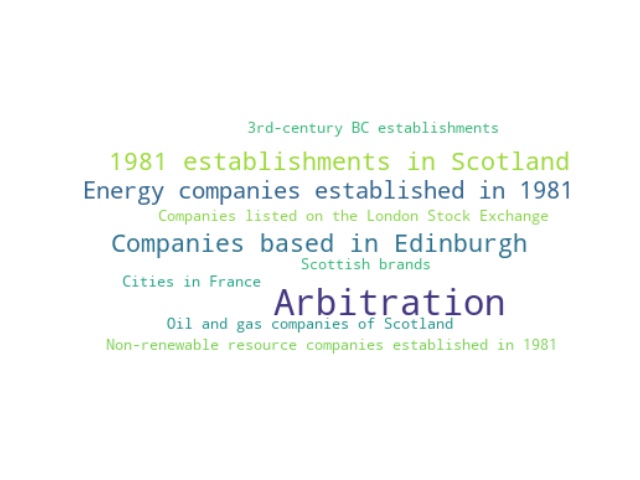 3rd-century BC establishments
1981 establishments in Scotland
Energy companies established in 1981
Companies listed on the London Stock Exchange
Companies based in Edinburgh
Scottish brands
Cities in France
Arbitration
Oil and gas companies of Scotland
Non-renewable resource companies established in 1981